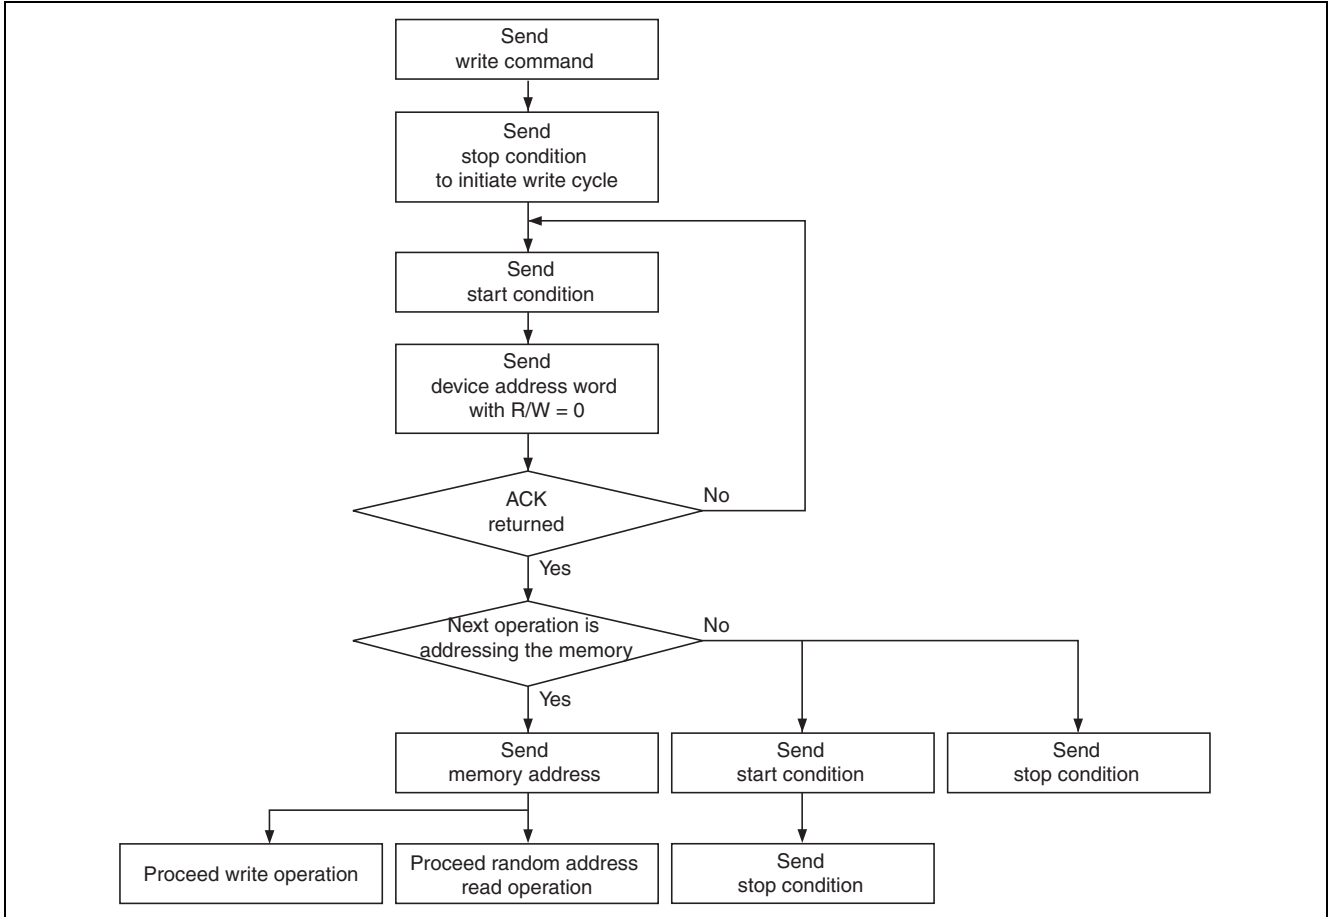 Send
write command
Send
stop condition
to initiate write cycle
Send
start condition
Send
device address word
with R/W = 0
ACK
returned
No
Yes
Next operation is
addressing the memory
No
Yes
Send
memory address
Send
start condition
Send
stop condition
Proceed write operation
Proceed random address
read operation
Send
stop condition